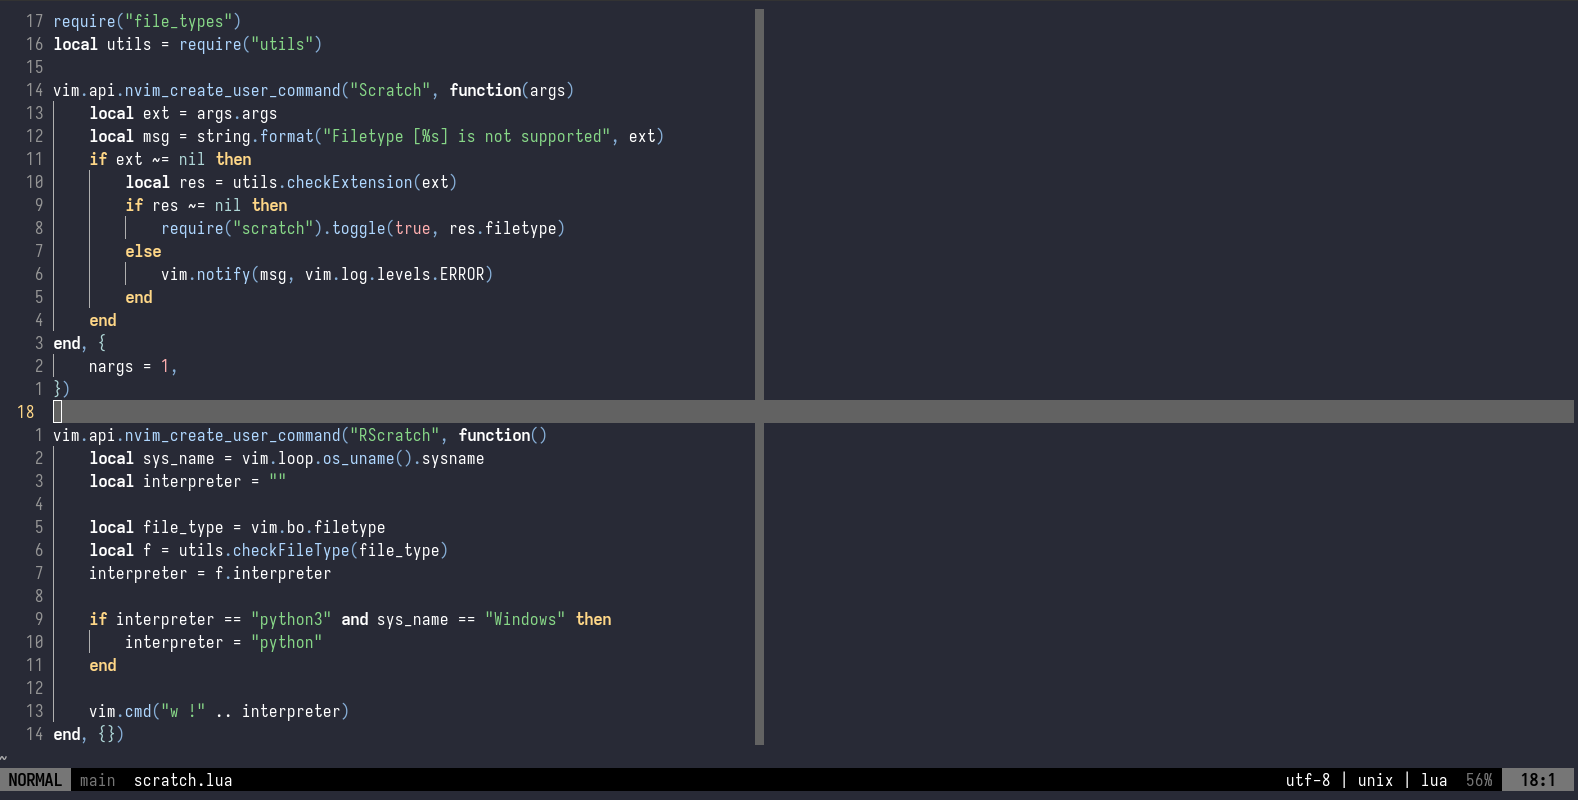 17 require("file_types")
16 local utils = require("utils")
15
14 vim.api.nvim_create_user_command("Scratch", function(args)
13     local ext = args.args
12     local msg = string.format("Filetype [%s] is not supported", ext)
11     if ext ~= nil then
10         local res = utils.checkExtension(ext)
9         if res ~= nil then
8             require("scratch").toggle(true, res.filetype)
7         else
6             vim.notify(msg, vim.log.levels.ERROR)
5         end
4     end
3 end, {
2     nargs = 1,
1 })
18
1 vim.api.nvim_create_user_command("RScratch", function()
2     local sys_name = vim.loop.os_uname().sysname
3     local interpreter = ""
4
5     local file_type = vim.bo.filetype
6     local f = utils.checkFileType(file_type)
7     interpreter = f.interpreter
8
9     if interpreter == "python3" and sys_name == "Windows" then
10         interpreter = "python"
11     end
12
13     vim.cmd("w !" .. interpreter)
14 end, {})
~
NORMAL main scratch.lua utf-8 | unix | lua 56% 18:1